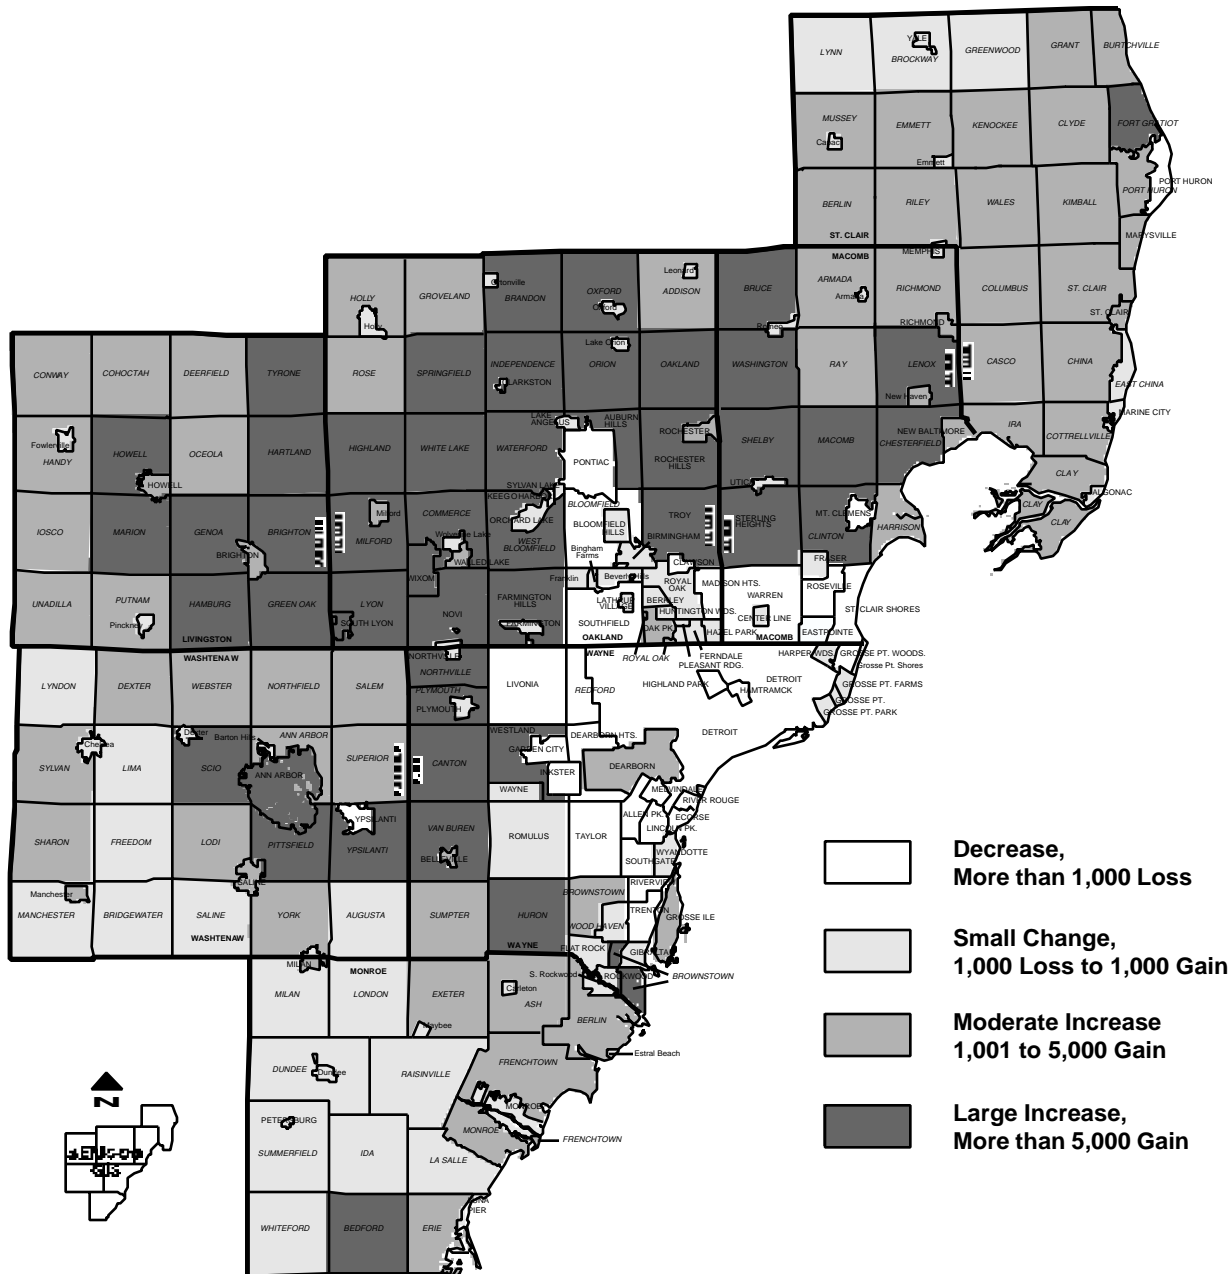 LYNN
YALE
BROCKWAY
GREENWOOD
GRANT
BURTCHVILLE
MUSSEY
Capac
EMMETT
Emmett
KENOCKEE
CLYDE
FORT GRATIOT
PORT HURON
PORT HURON
BERLIN
RILEY
WALES
KIMBALL
MARYSVILLE
ST. CLAIR
MACOMB
MEMPHIS
HOLLY
Holly
GROVELAND
Ortonville
BRANDON
OXFORD
Oxford
Leonard
ADDISON
BRUCE
Romeo
ARMADA
Armada
RICHMOND
RICHMOND
COLUMBUS
ST. CLAIR
ST. CLAIR
CONWAY
COHOCTAH
DEERFIELD
TYRONE
ROSE
SPRINGFIELD
INDEPENDENCE
CLARKSTON
Lake Orion
ORION
OAKLAND
WASHINGTON
RAY
LENOX
New Haven
CASCO
CHINA
EAST CHINA
MARINE CITY
Fowlerville
HANDY
HOWELL
HOWELL
OCEOLA
HARTLAND
HIGHLAND
WHITE LAKE
WATERFORD
LAKE
ANGELUS
AUBURN
HILLS
PONTIAC
ROCHESTER
ROCHESTER
HILLS
SHELBY
UTICA
MACOMB
CHESTERFIELD
NEW BALTIMORE
IRA
COTTRELLVILLE
CLAY
ALGONAC
CLAY
CLAY
SYLVAN LAKE
KEEGO HARBOR
ORCHARD LAKE
WEST
BLOOMFIELD
BLOOMFIELD
BLOOMFIELD
HILLS
IOSCO
MARION
GENOA
BRIGHTON
BRIGHTON
MILFORD
Milford
COMMERCE
Wolverine Lake
WALLED LAKE
WIXOM
TROY
BIRMINGHAM
STERLING
HEIGHTS
CLINTON
MT. CLEMENS
HARRISON
FRASER
Bingham
Farms
Franklin
Beverly Hills
CLAWSON
ROYAL
OAK
MADISON HTS.
WARREN
CENTER LINE
ROSEVILLE
ST. CLAIR SHORES
EASTPOINTE
UNADILLA
PUTNAM
Pinckney
HAMBURG
GREEN OAK
LYON
SOUTH LYON
NOVI
FARMINGTON
HILLS
FARMINGTON
LATHRUP
VILLAGE
SOUTHFIELD
BERKLEY
HUNTINGTON WDS.
OAK PK.
HAZEL PARK
LIVINGSTON
WASHTENAW
OAKLAND
WAYNE
MACOMB
ROYAL OAK
FERNDALE
PLEASANT RDG.
HARPER WDS.
GROSSE PT. WOODS.
Grosse Pt. Shores
GROSSE PT. FARMS
GROSSE PT.
GROSSE PT. PARK
LYNDON
DEXTER
WEBSTER
NORTHFIELD
SALEM
NORTHVILLE
NORTHVILLE
PLYMOUTH
PLYMOUTH
LIVONIA
REDFORD
HIGHLAND PARK
HAMTRAMCK
DETROIT
DETROIT
SYLVAN
Chelsea
LIMA
Dexter
SCIO
Barton Hills
ANN ARBOR
ANN ARBOR
SUPERIOR
CANTON
WESTLAND
GARDEN CITY
DEARBORN HTS.
DEARBORN
INKSTER
WAYNE
MELVINDALE
RIVER ROUGE
ECORSE
ALLEN PK.
LINCOLN PK.
SHARON
FREEDOM
LODI
SALINE
PITTSFIELD
YPSILANTI
YPSILANTI
VAN BUREN
BELLEVILLE
ROMULUS
TAYLOR
WYANDOTTE
SOUTHGATE
RIVERVIEW
TRENTON
GROSSE ILE
Manchester
MANCHESTER
BRIDGEWATER
SALINE
WASHTENAW
YORK
AUGUSTA
SUMPTER
HURON
WAYNE
BROWNSTOWN
WOODHAVEN
FLAT ROCK
GIBRALTAR
BROWNSTOWN
ROCKWOOD
S. Rockwood
MILAN
MONROE
MILAN
LONDON
EXETER
Maybee
Carleton
ASH
BERLIN
Estral Beach
DUNDEE
Dundee
RAISINVILLE
FRENCHTOWN
MONROE
MONROE
FRENCHTOWN
PETERSBURG
SUMMERFIELD
IDA
LA SALLE
WHITEFORD
BEDFORD
ERIE
LUNA
PIER
Decrease,
More than 1,000 Loss
Small Change,
1,000 Loss to 1,000 Gain
Moderate Increase
1,001 to 5,000 Gain
Large Increase,
More than 5,000 Gain
N